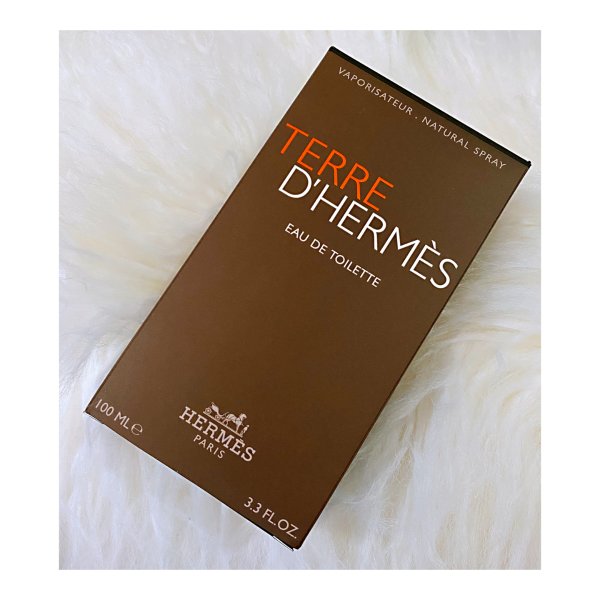 VAPORISATEUR . NATURAL SPRAY
TERRE
D'HERMÈS
EAU DE TOILETTE
HERMÈS
PARIS
100 ML ℮
3.3 FL.OZ.